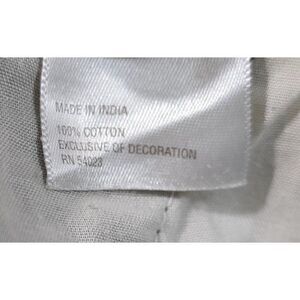 MADE IN INDIA
100% COTTON
EXCLUSIVE OF DECORATION
RN 54023